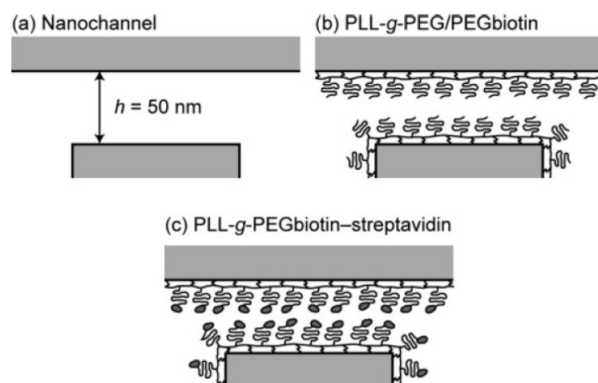 (a) Nanochannel
(b) PLL-g-PEG/PEGbiotin
h = 50 nm
(c) PLL-g-PEGbiotin–streptavidin